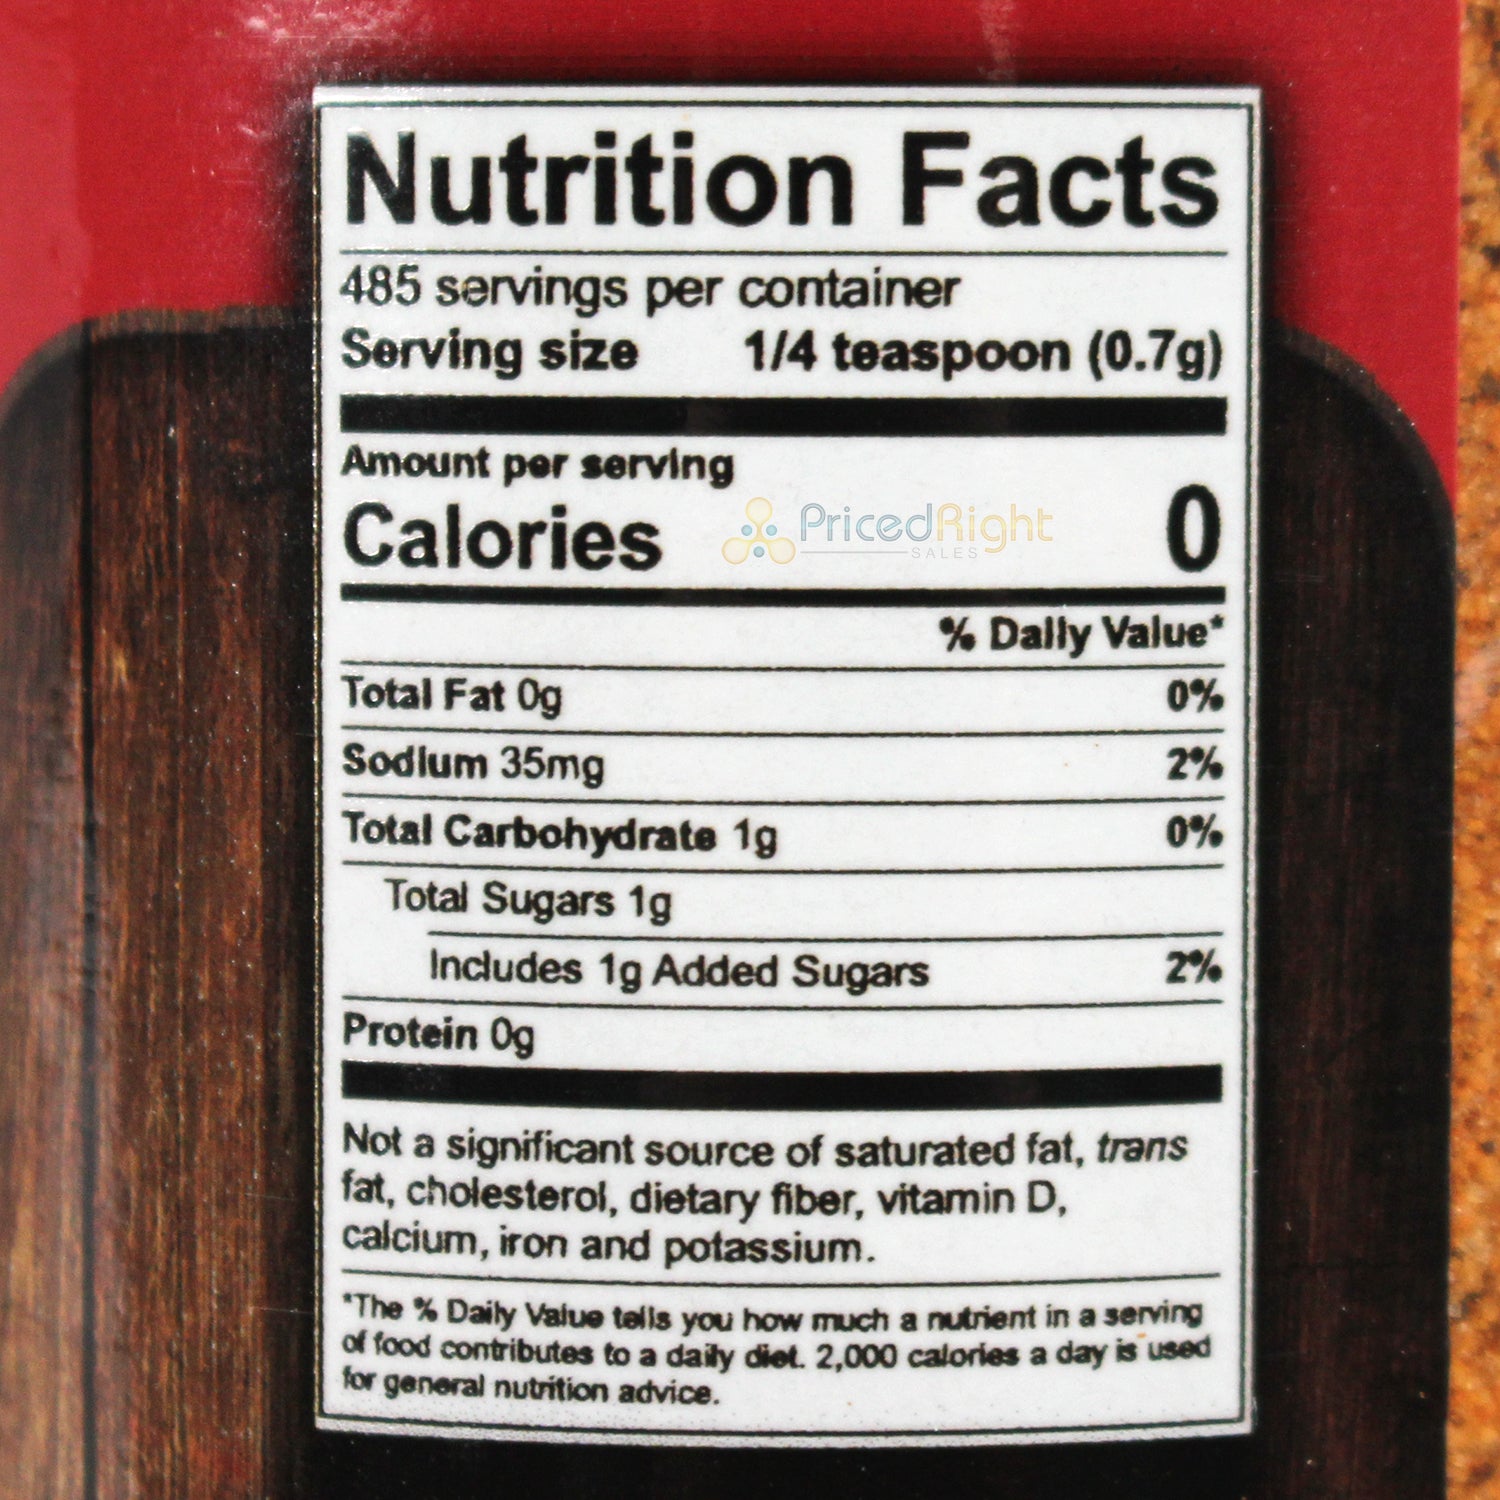 Nutrition Facts
485 servings per container
Serving size 1/4 teaspoon (0.7g)
Amount per serving
Calories 0
PricedRight
SALES
% Daily Value*
Total Fat 0g 0%
Sodium 35mg 2%
Total Carbohydrate 1g 0%
Total Sugars 1g
Includes 1g Added Sugars 2%
Protein 0g
Not a significant source of saturated fat, trans
fat, cholesterol, dietary fiber, vitamin D,
calcium, iron and potassium.
*The % Daily Value tells you how much a nutrient in a serving
of food contributes to a daily diet. 2,000 calories a day is used
for general nutrition advice.